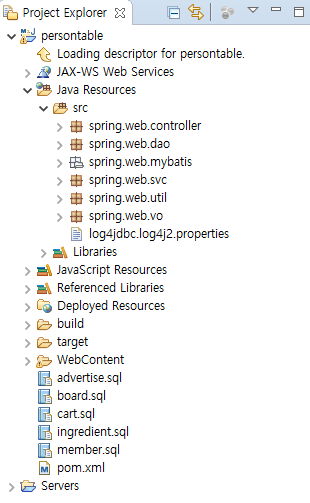 Project Explorer
persontable
Loading descriptor for persontable.
JAX-WS Web Services
Java Resources
src
spring.web.controller
spring.web.dao
spring.web.mybatis
spring.web.svc
spring.web.util
spring.web.vo
log4jdbc.log4j2.properties
Libraries
JavaScript Resources
Referenced Libraries
Deployed Resources
build
target
WebContent
advertise.sql
board.sql
cart.sql
ingredient.sql
member.sql
pom.xml
Servers